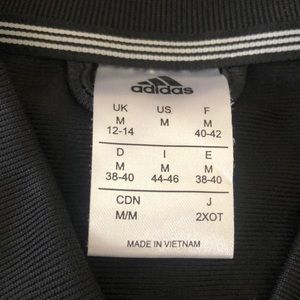 adidas
UK US F
M M M
12-14 40-42
D I E
M M M
38-40 44-46 38-40
CDN J
M/M 2XOT
MADE IN VIETNAM